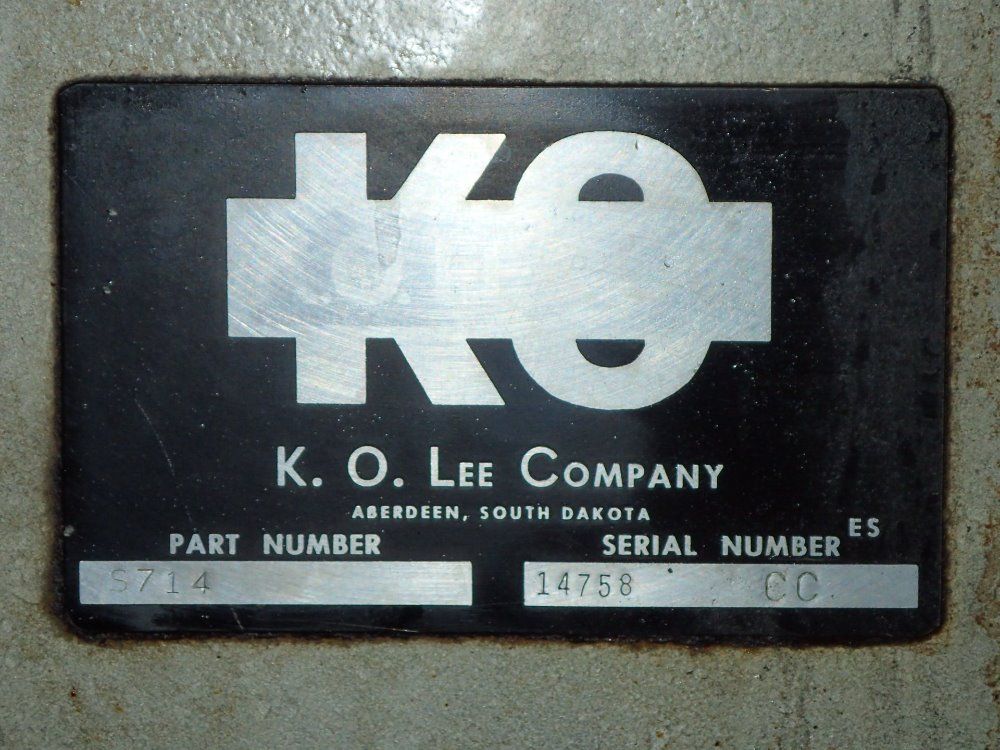 KO
K. O. LEE COMPANY
ABERDEEN, SOUTH DAKOTA
PART NUMBER SERIAL NUMBER ES
S714 14758 CC